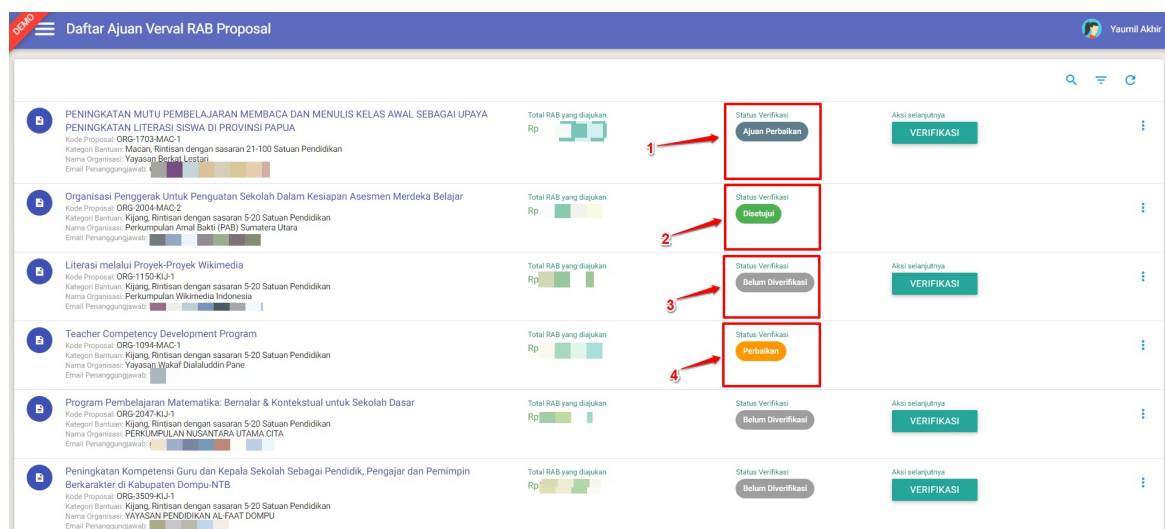 DEMO
Daftar Ajuan Verval RAB Proposal
Yaumil Akhir
PENINGKATAN MUTU PEMBELAJARAN MEMBACA DAN MENULIS KELAS AWAL SEBAGAI UPAYA
PENINGKATAN LITERASI SISWA DI PROVINSI PAPUA
Kode Proposal: ORG-1703-MAC-1
Kategori Bantuan: Macan, Rintisan dengan sasaran 21-100 Satuan Pendidikan
Nama Organisasi: Yayasan Berkat Lestari
Email Penanggungjawab:
Total RAB yang diajukan
Rp
1
Status Verifikasi
Ajuan Perbaikan
Aksi selanjutnya
VERIFIKASI
Organisasi Penggerak Untuk Penguatan Sekolah Dalam Kesiapan Asesmen Merdeka Belajar
Kode Proposal: ORG-2004-MAC-2
Kategori Bantuan: Kijang, Rintisan dengan sasaran 5-20 Satuan Pendidikan
Nama Organisasi: Perkumpulan Amal Bakti (PAB) Sumatera Utara
Email Penanggungjawab:
Total RAB yang diajukan
Rp
2
Status Verifikasi
Disetujui
Literasi melalui Proyek-Proyek Wikimedia
Kode Proposal: ORG-1150-KIJ-1
Kategori Bantuan: Kijang, Rintisan dengan sasaran 5-20 Satuan Pendidikan
Nama Organisasi: Perkumpulan Wikimedia Indonesia
Email Penanggungjawab:
Total RAB yang diajukan
Rp
3
Status Verifikasi
Belum Diverifikasi
Aksi selanjutnya
VERIFIKASI
Teacher Competency Development Program
Kode Proposal: ORG-1094-MAC-1
Kategori Bantuan: Kijang, Rintisan dengan sasaran 5-20 Satuan Pendidikan
Nama Organisasi: Yayasan Wakaf Dialaluddin Pane
Email Penanggungjawab:
Total RAB yang diajukan
Rp
4
Status Verifikasi
Perbaikan
Program Pembelajaran Matematika: Bernalar & Kontekstual untuk Sekolah Dasar
Kode Proposal: ORG-2047-KIJ-1
Kategori Bantuan: Kijang, Rintisan dengan sasaran 5-20 Satuan Pendidikan
Nama Organisasi: PERKUMPULAN NUSANTARA UTAMA CITA
Email Penanggungjawab:
Total RAB yang diajukan
Rp
Status Verifikasi
Belum Diverifikasi
Aksi selanjutnya
VERIFIKASI
Peningkatan Kompetensi Guru dan Kepala Sekolah Sebagai Pendidik, Pengajar dan Pemimpin
Berkarakter di Kabupaten Dompu-NTB
Kode Proposal: ORG-3509-KIJ-1
Kategori Bantuan: Kijang, Rintisan dengan sasaran 5-20 Satuan Pendidikan
Nama Organisasi: YAYASAN PENDIDIKAN AL-FAAT DOMPU
Email Penanggungjawab:
Total RAB yang diajukan
Rp
Status Verifikasi
Belum Diverifikasi
Aksi selanjutnya
VERIFIKASI